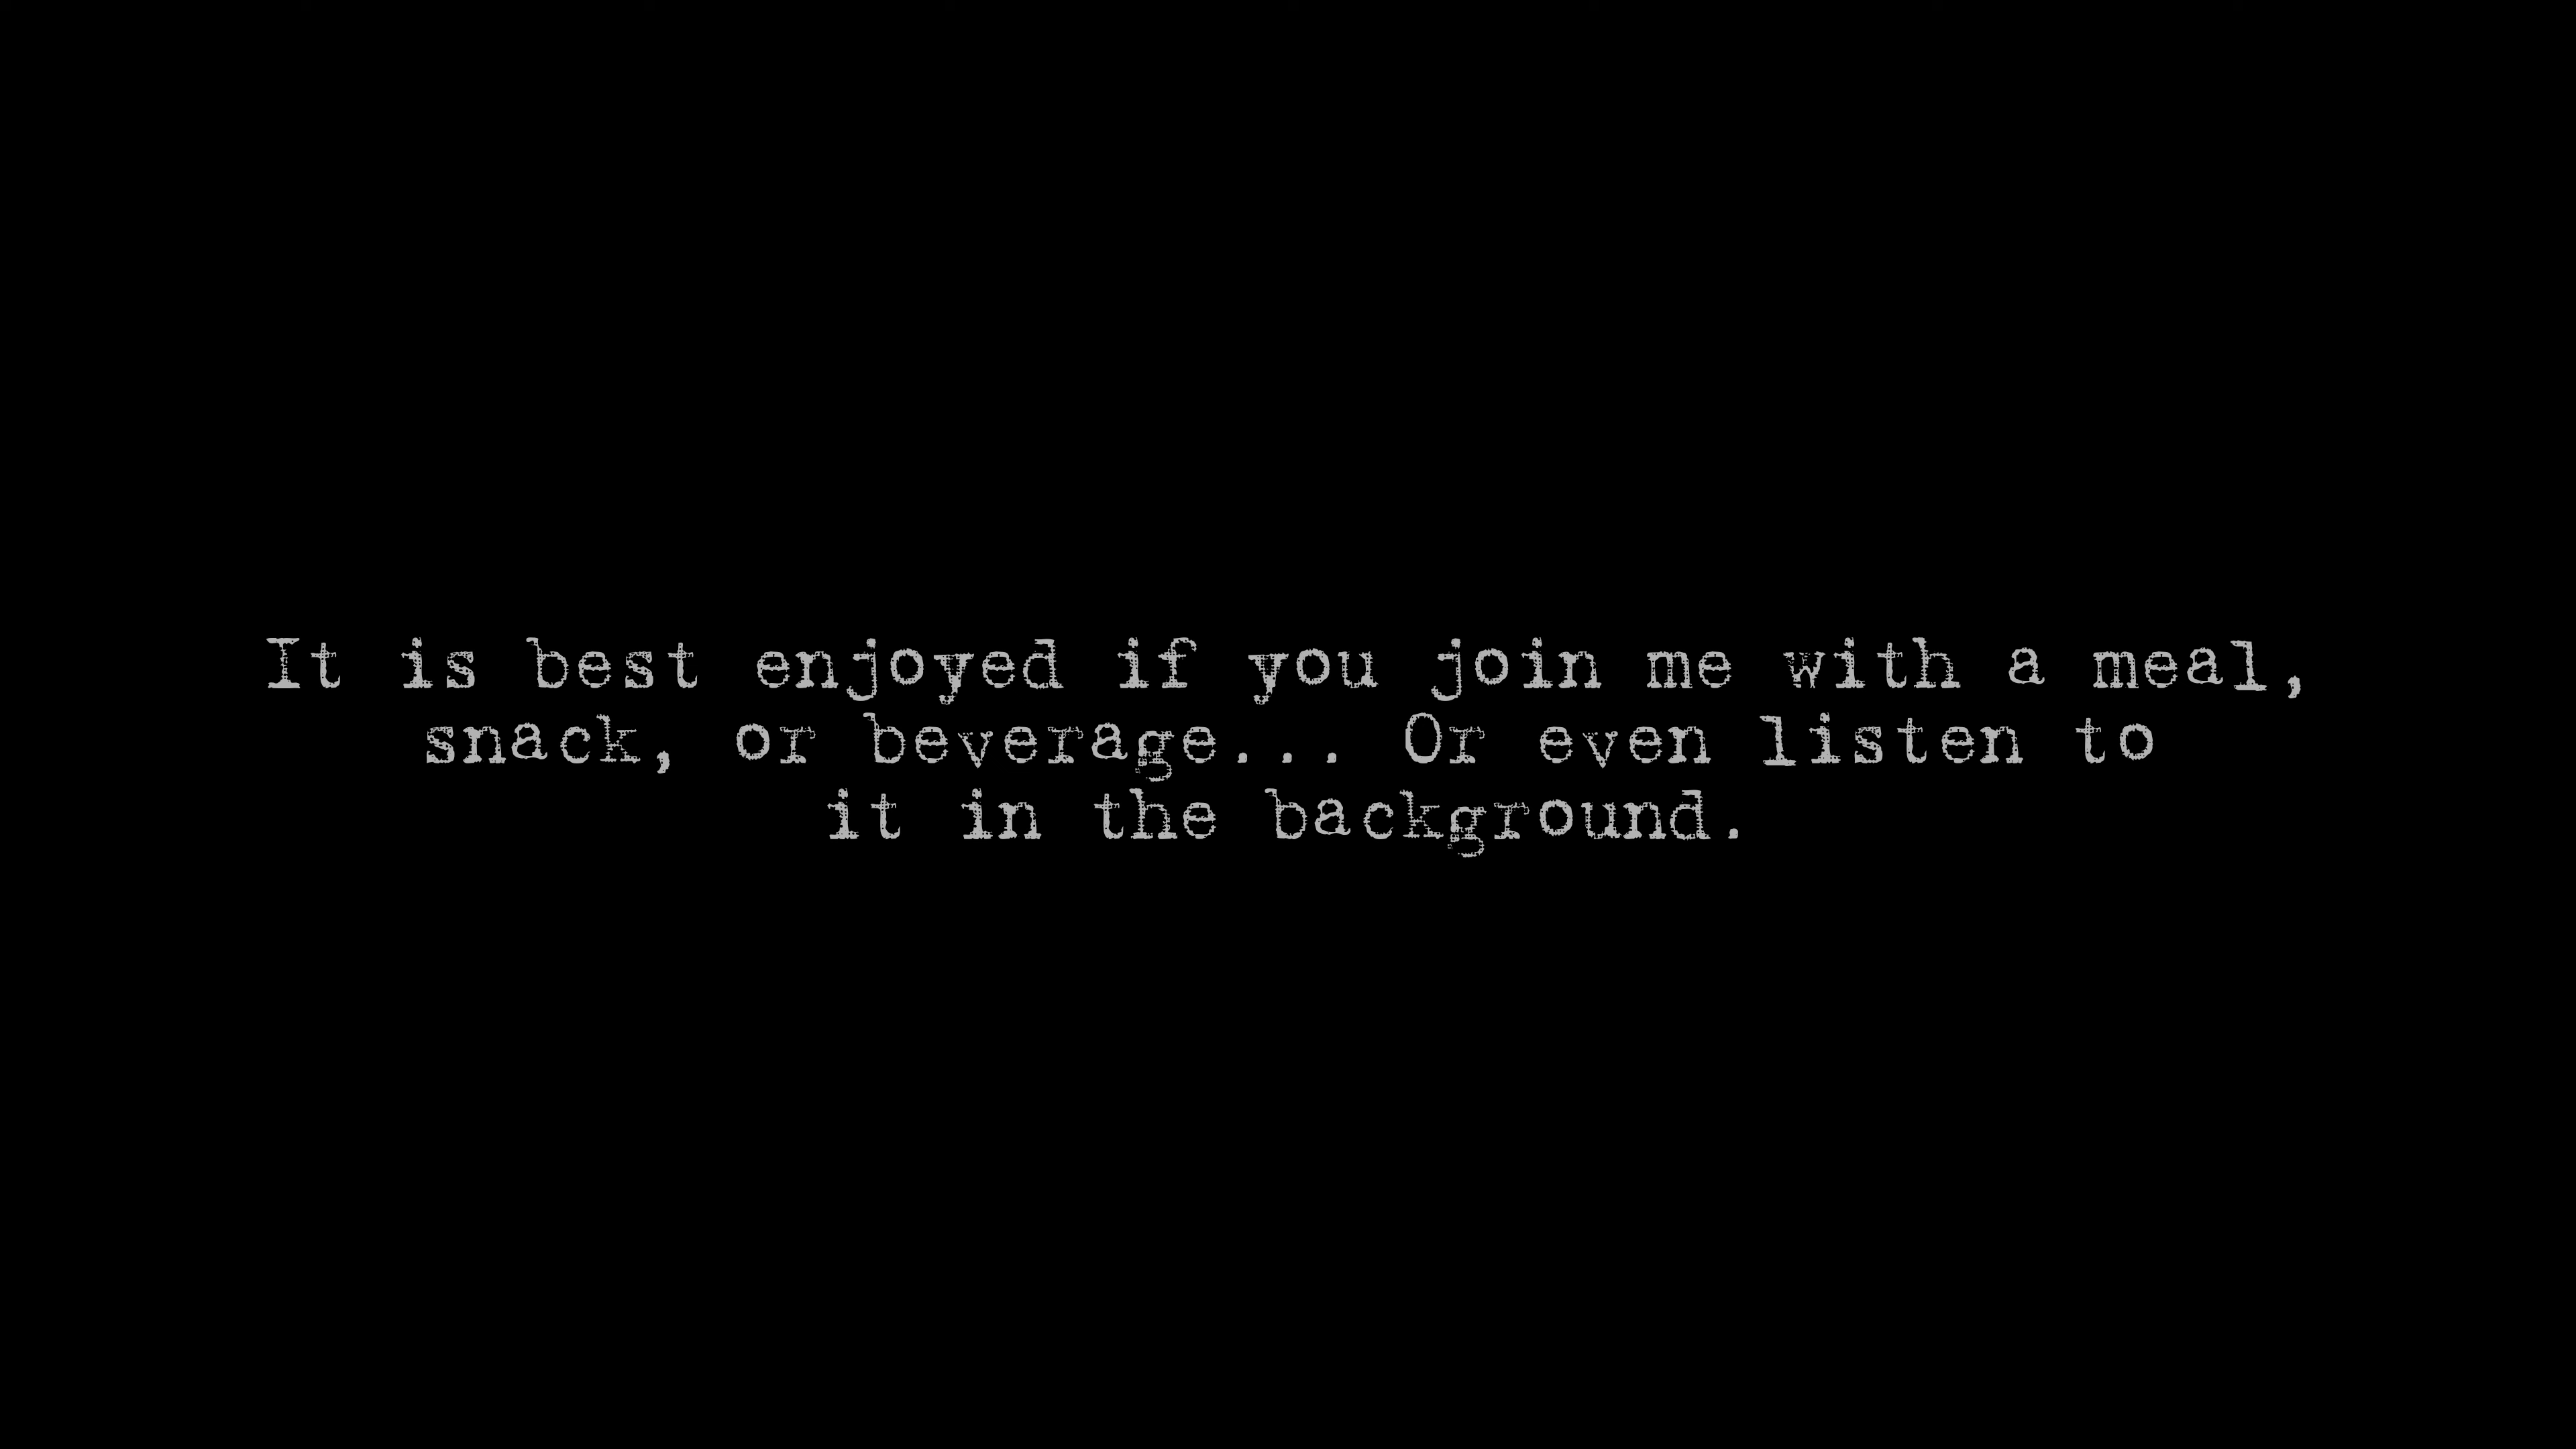 It is best enjoyed if you join me with a meal,
snack, or beverage... Or even listen to
it in the background.